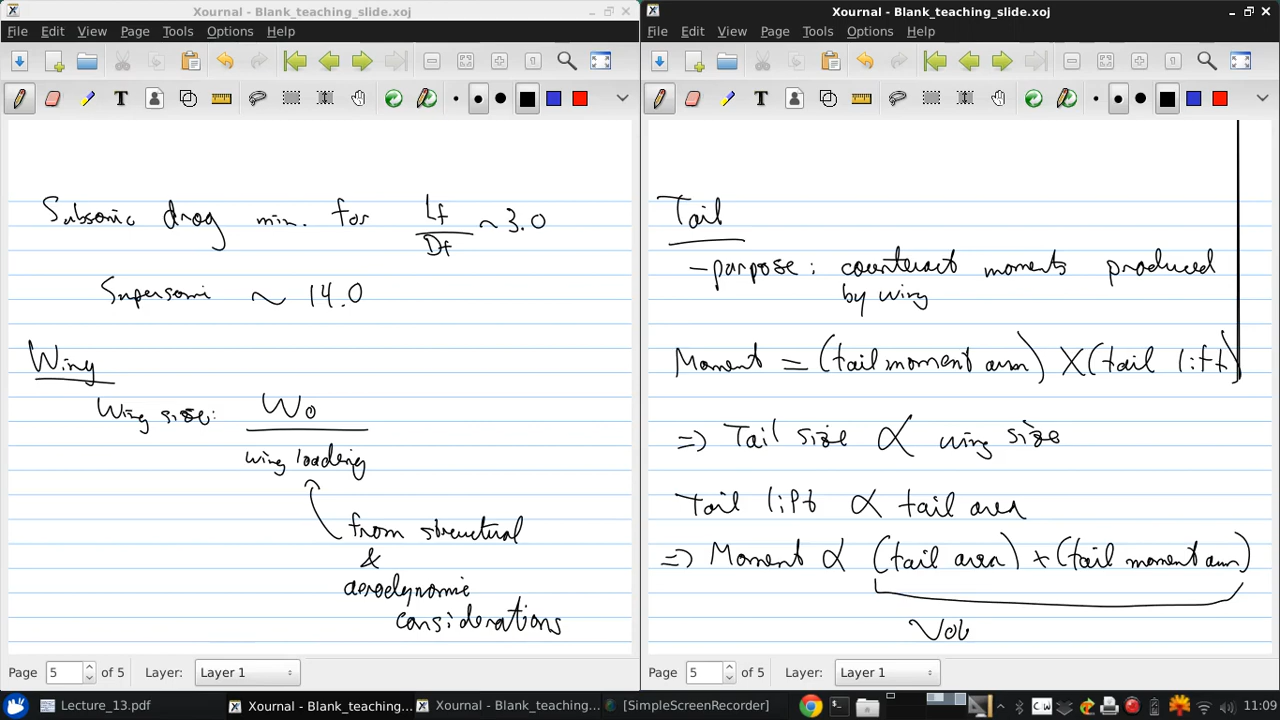 Xournal - Blank_teaching_slide.xoj
File Edit View Page Tools Options Help
Subsonic drag min. for Lf / Df ~ 3.0
Supersonic ~ 14.0
Wing
Wing size: W0 / wing loading
from structural
&
aerodynamic
considerations
Page 5 of 5 Layer: Layer 1
Xournal - Blank_teaching_slide.xoj
File Edit View Page Tools Options Help
Tail
- purpose: counteract moments produced
by wing
Moment = (tail moment arm) X (tail lift)
=> Tail size ∝ wing size
Tail lift ∝ tail area
=> Moment ∝ (tail area) x (tail moment arm)
Vol
Page 5 of 5 Layer: Layer 1
Lecture_13.pdf Xournal - Blank_teaching_... Xournal - Blank_teaching_... [SimpleScreenRecorder] 11:09